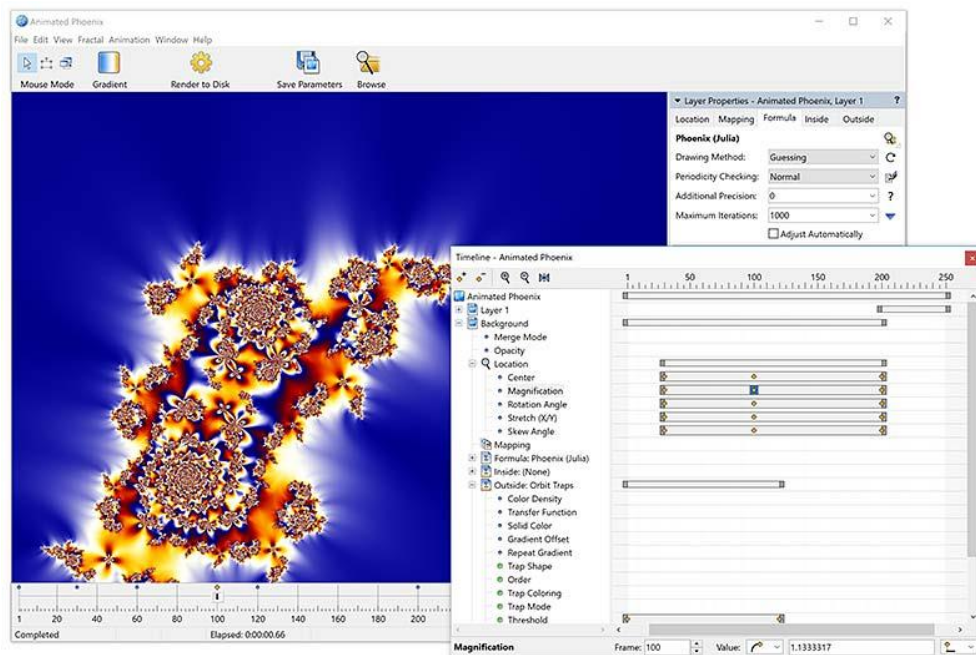 Animated Phoenix
File Edit View Fractal Animation Window Help
Mouse Mode Gradient Render to Disk Save Parameters Browse
Layer Properties - Animated Phoenix, Layer 1 ?
Location Mapping Formula Inside Outside
Phoenix (Julia)
Drawing Method: Guessing
Periodicity Checking: Normal
Additional Precision: 0 ?
Maximum Iterations: 1000
Adjust Automatically
Timeline - Animated Phoenix
1 50 100 150 200 250
Animated Phoenix
Layer 1
Background
Merge Mode
Opacity
Location
Center
Magnification
Rotation Angle
Stretch (X/Y)
Skew Angle
Mapping
Formula: Phoenix (Julia)
Inside: (None)
Outside: Orbit Traps
Color Density
Transfer Function
Solid Color
Gradient Offset
Repeat Gradient
Trap Shape
Order
Trap Coloring
Trap Mode
Threshold
1 20 40 60 80 100 120 140 160 180 200
Completed Elapsed: 0:00:00.66
Magnification Frame: 100 Value: 1.1333317